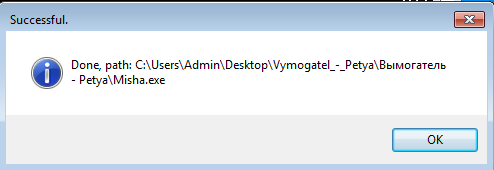 Successful.
Done, path: C:\Users\Admin\Desktop\Vymogatel_-_Petya\Вымогатель
- Petya\Misha.exe
OK